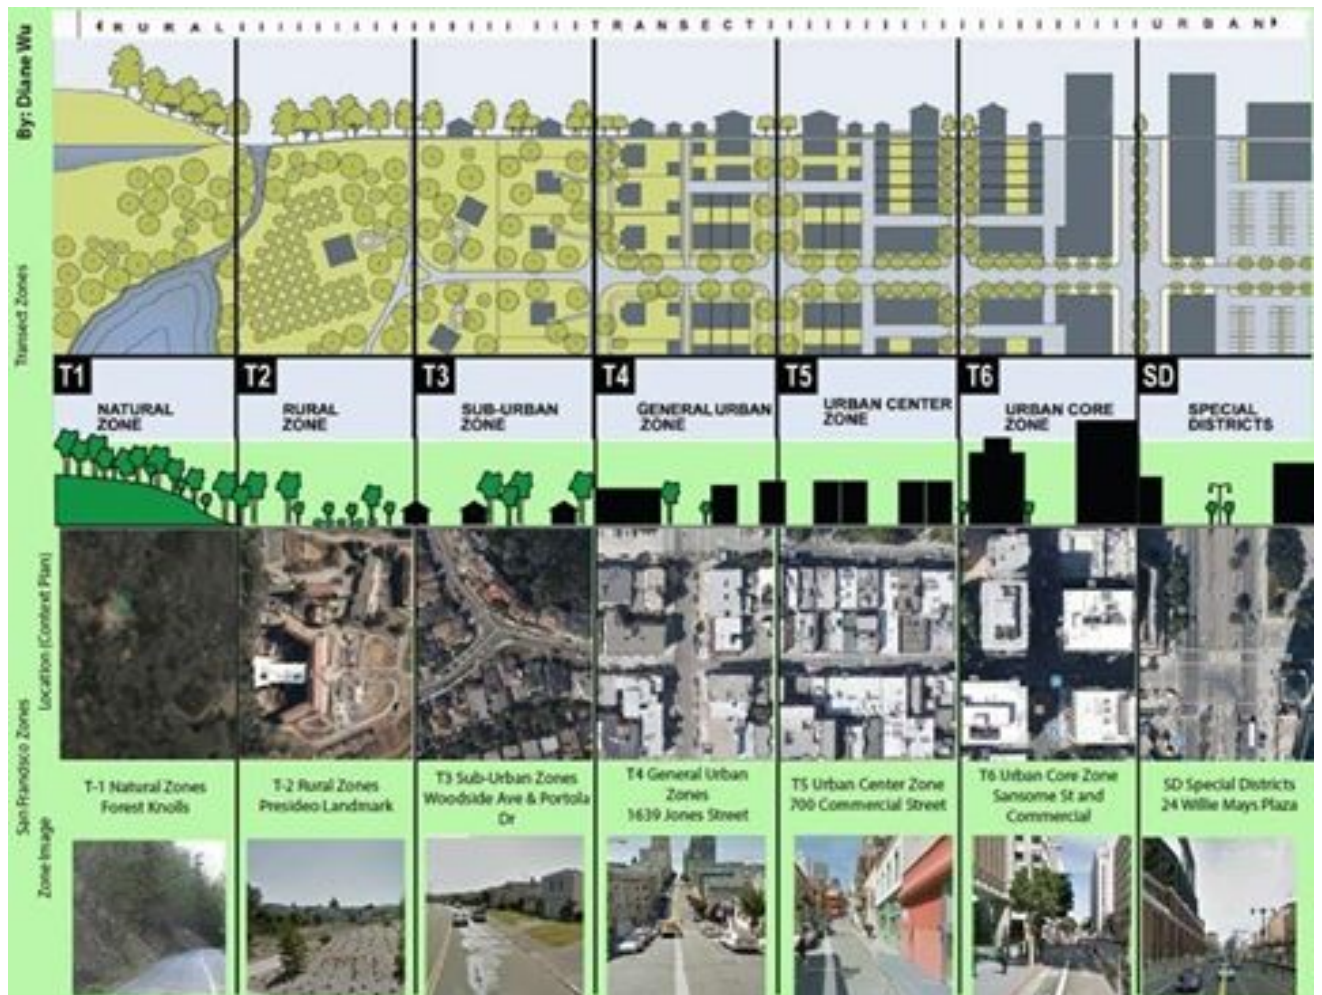 RURAL TRANSECT URBAN
By: Diane Wu
Transect Zones
T1
NATURAL
ZONE
T2
RURAL
ZONE
T3
SUB-URBAN
ZONE
T4
GENERAL URBAN
ZONE
T5
URBAN CENTER
ZONE
T6
URBAN CORE
ZONE
SD
SPECIAL
DISTRICTS
San Francisco Zones
Location (Context Plan)
T-1 Natural Zones
Forest Knolls
T-2 Rural Zones
Presideo Landmark
T3 Sub-Urban Zones
Woodside Ave & Portola
Dr
T4 General Urban
Zones
1639 Jones Street
T5 Urban Center Zone
700 Commercial Street
T6 Urban Core Zone
Sansome St and
Commercial
SD Special Districts
24 Willie Mays Plaza
Zone Image